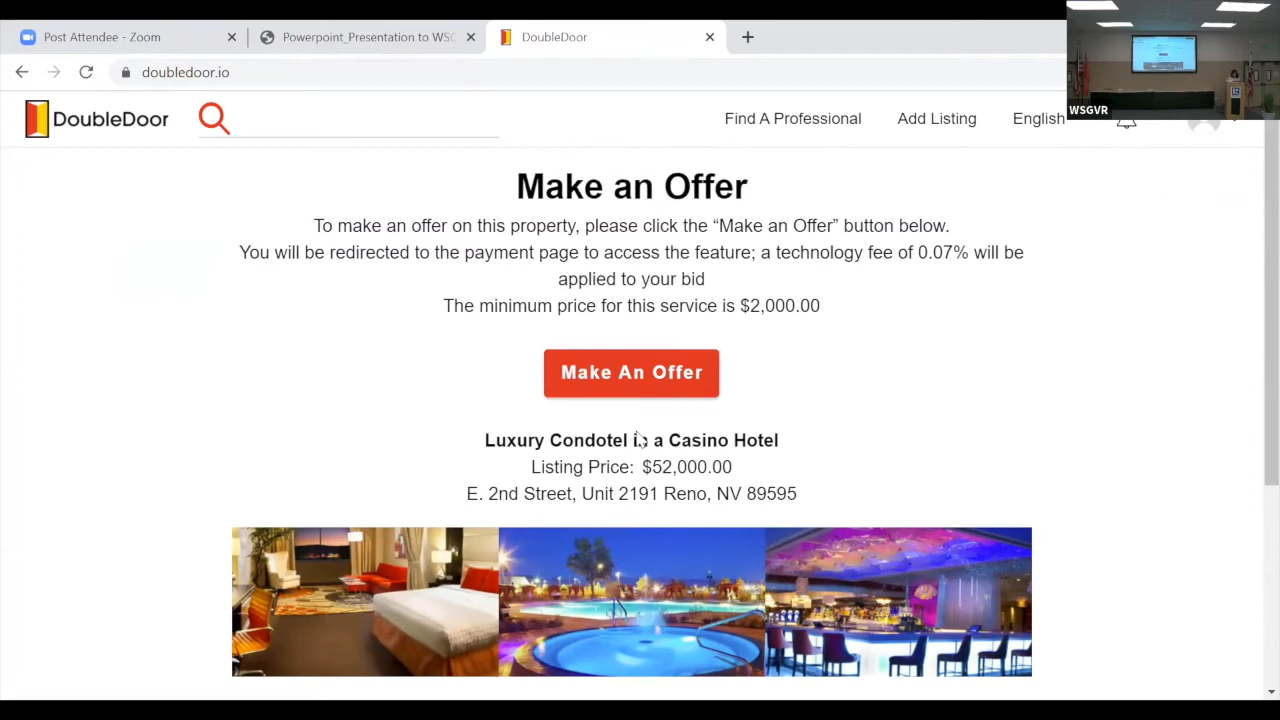 Post Attendee - Zoom
Powerpoint_Presentation to WSG
DoubleDoor
doubledoor.io
WSGVR
DoubleDoor
Find A Professional
Add Listing
English
Make an Offer
To make an offer on this property, please click the “Make an Offer” button below.
You will be redirected to the payment page to access the feature; a technology fee of 0.07% will be
applied to your bid
The minimum price for this service is $2,000.00
Make An Offer
Luxury Condotel in a Casino Hotel
Listing Price: $52,000.00
E. 2nd Street, Unit 2191 Reno, NV 89595